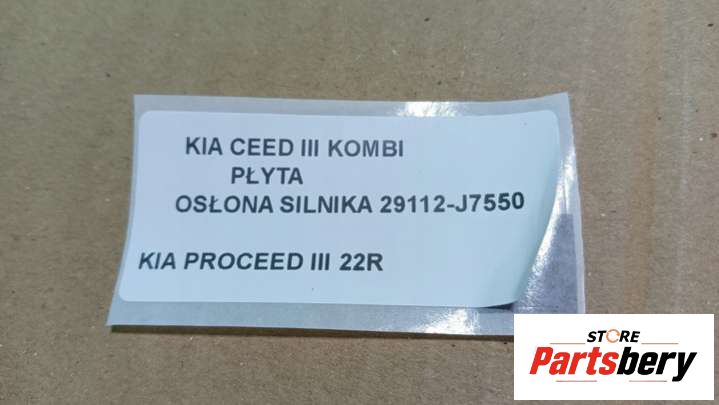 KIA CEED III KOMBI
PŁYTA
OSŁONA SILNIKA 29112-J7550
KIA PROCEED III 22R
STORE
Partsbery